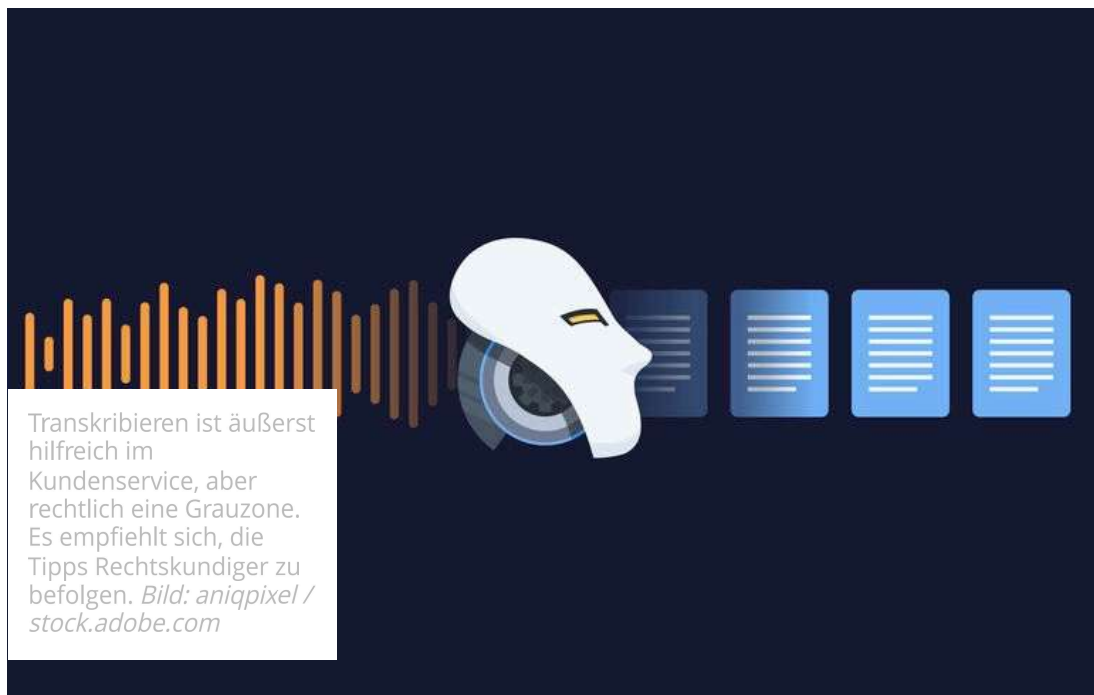 Transkribieren ist äußerst
hilfreich im
Kundenservice, aber
rechtlich eine Grauzone.
Es empfiehlt sich, die
Tipps Rechtskundiger zu
befolgen. Bild: aniqpixel /
stock.adobe.com